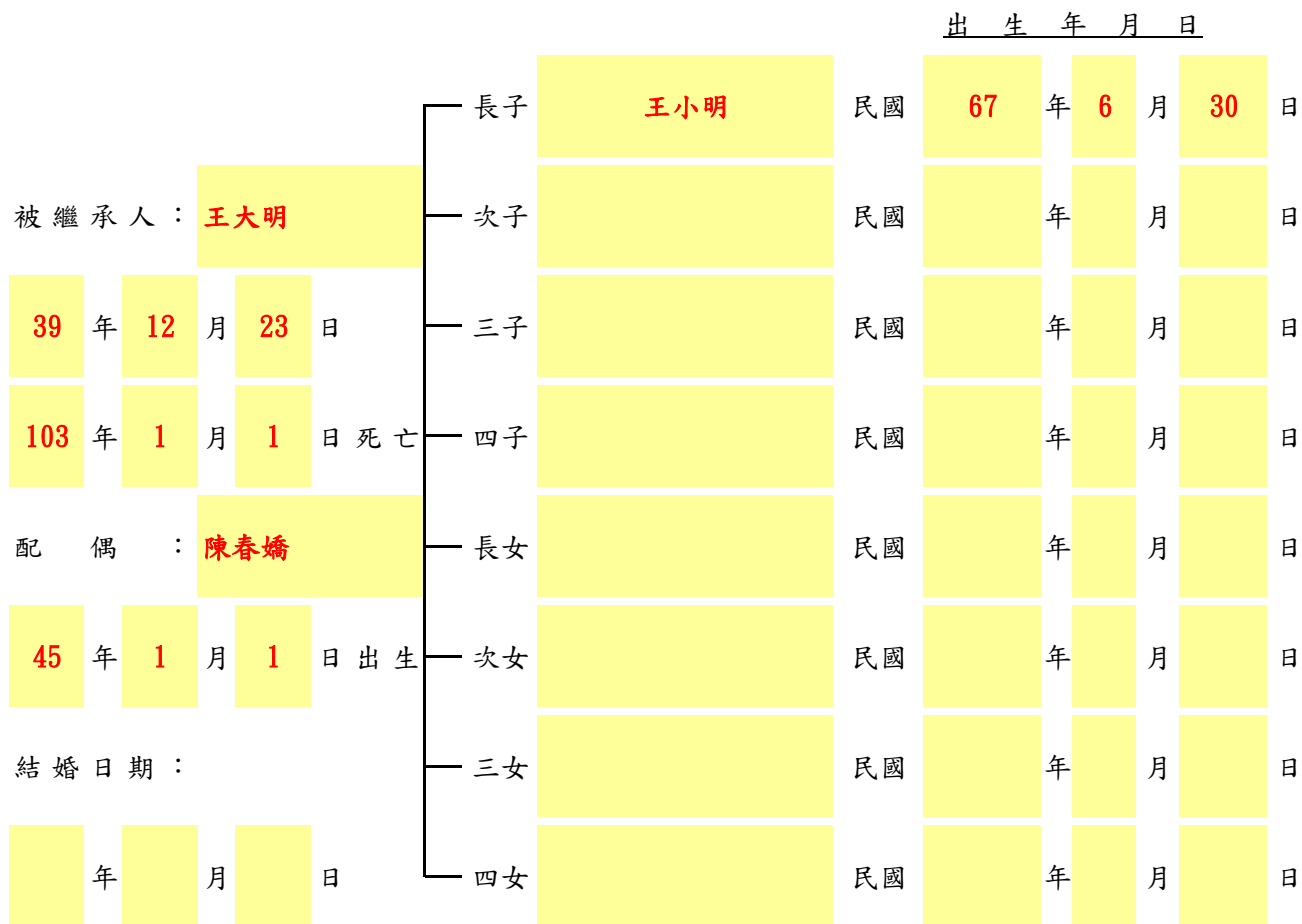 出生年月日
長子 王小明 民國 67 年 6 月 30 日
被繼承人：王大明 次子 民國 年 月 日
39 年 12 月 23 日 三子 民國 年 月 日
103 年 1 月 1 日死亡 四子 民國 年 月 日
配偶：陳春嬌 長女 民國 年 月 日
45 年 1 月 1 日出生 次女 民國 年 月 日
結婚日期： 三女 民國 年 月 日
年 月 日 四女 民國 年 月 日